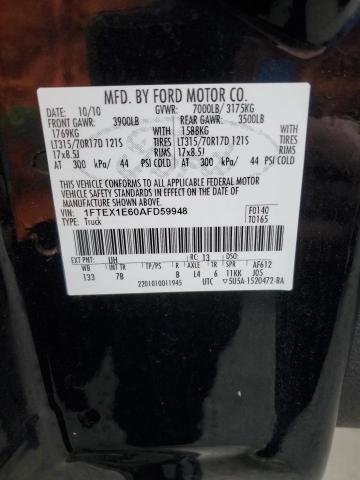 MFD. BY FORD MOTOR CO.
DATE: 10/10 GVWR: 7000LB/ 3175KG
FRONT GAWR: 3900LB REAR GAWR: 3500LB
1769KG WITH 1588KG WITH
LT315/70R17D 121S TIRES LT315/70R17D 121S TIRES
17x8.5J RIMS 17x8.5J RIMS
AT 300 kPa/ 44 PSI COLD AT 300 kPa/ 44 PSI COLD
THIS VEHICLE CONFORMS TO ALL APPLICABLE FEDERAL MOTOR
VEHICLE SAFETY STANDARDS IN EFFECT ON THE DATE OF
MANUFACTURE SHOWN ABOVE.
VIN: 1FTEX1E60AFD59948 F0140
TYPE: Truck T0165
EXT PNT: UH RC: 13 DSO:
WB INT TR TP/PS R AXLE TR SPR AF612
133 7B B L4 6 11KK J05
2201010011945 UTC 5U5A-1520472-BA